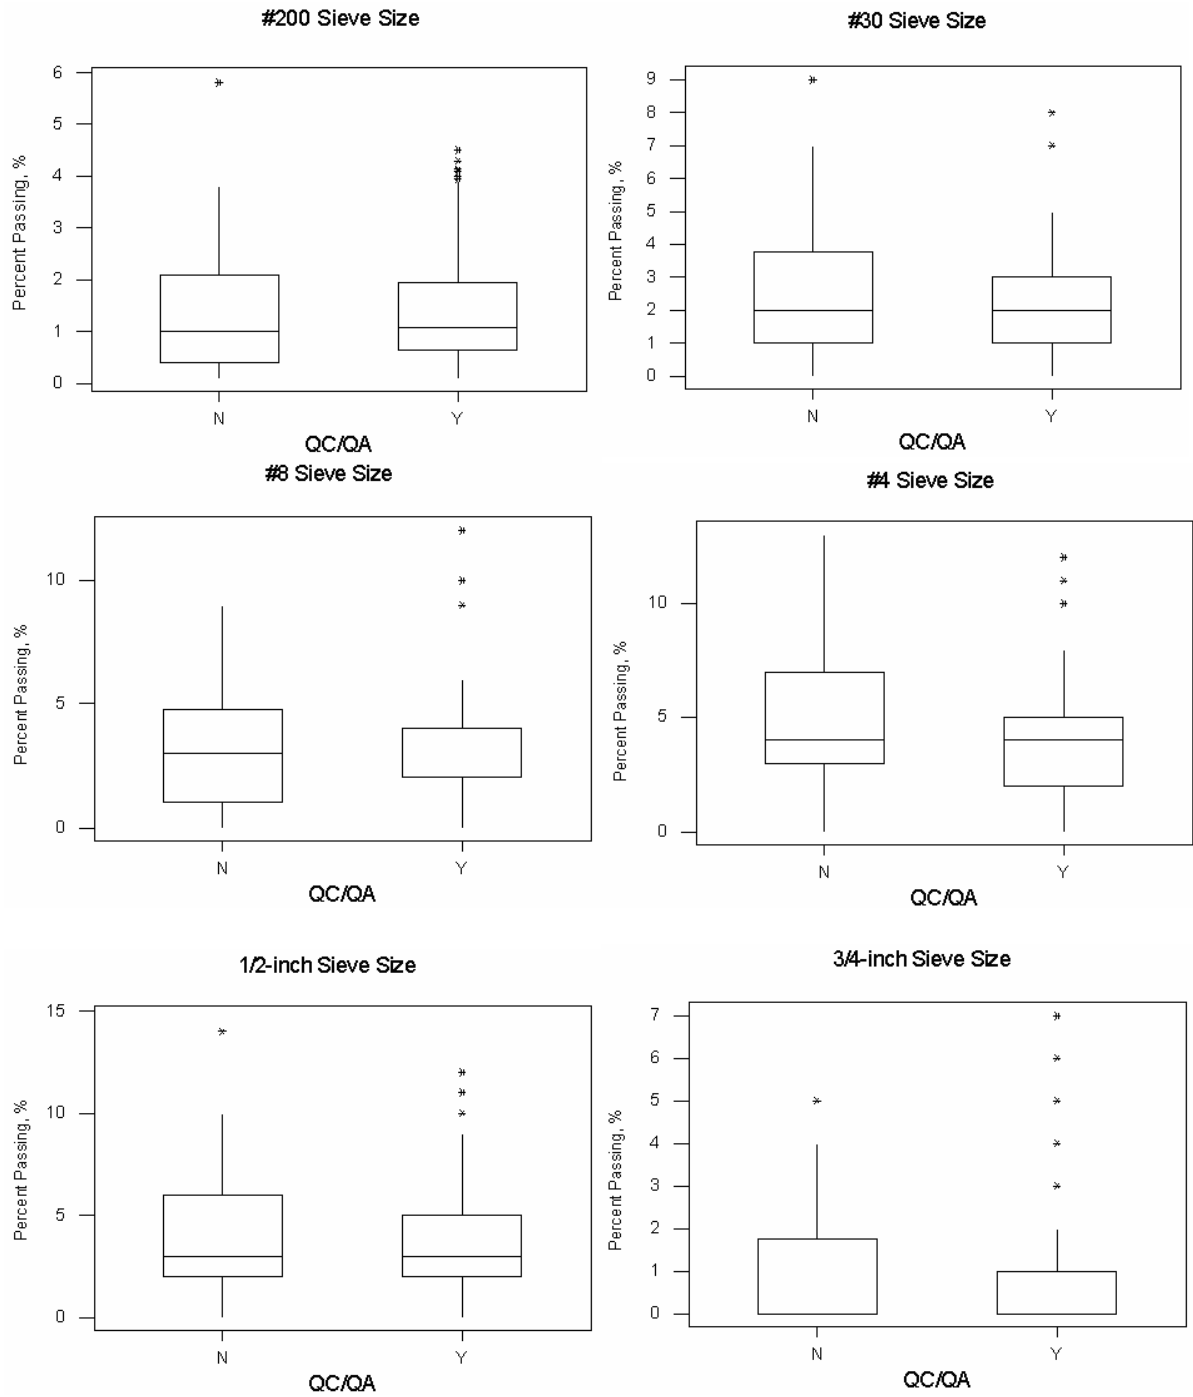 #200 Sieve Size
Percent Passing, %
6
5
4
3
2
1
0
N
Y
QC/QA
#30 Sieve Size
Percent Passing, %
9
8
7
6
5
4
3
2
1
0
N
Y
QC/QA
#8 Sieve Size
Percent Passing, %
10
5
0
N
Y
QC/QA
#4 Sieve Size
Percent Passing, %
10
5
0
N
Y
QC/QA
1/2-inch Sieve Size
Percent Passing, %
15
10
5
0
N
Y
QC/QA
3/4-inch Sieve Size
Percent Passing, %
7
6
5
4
3
2
1
0
N
Y
QC/QA